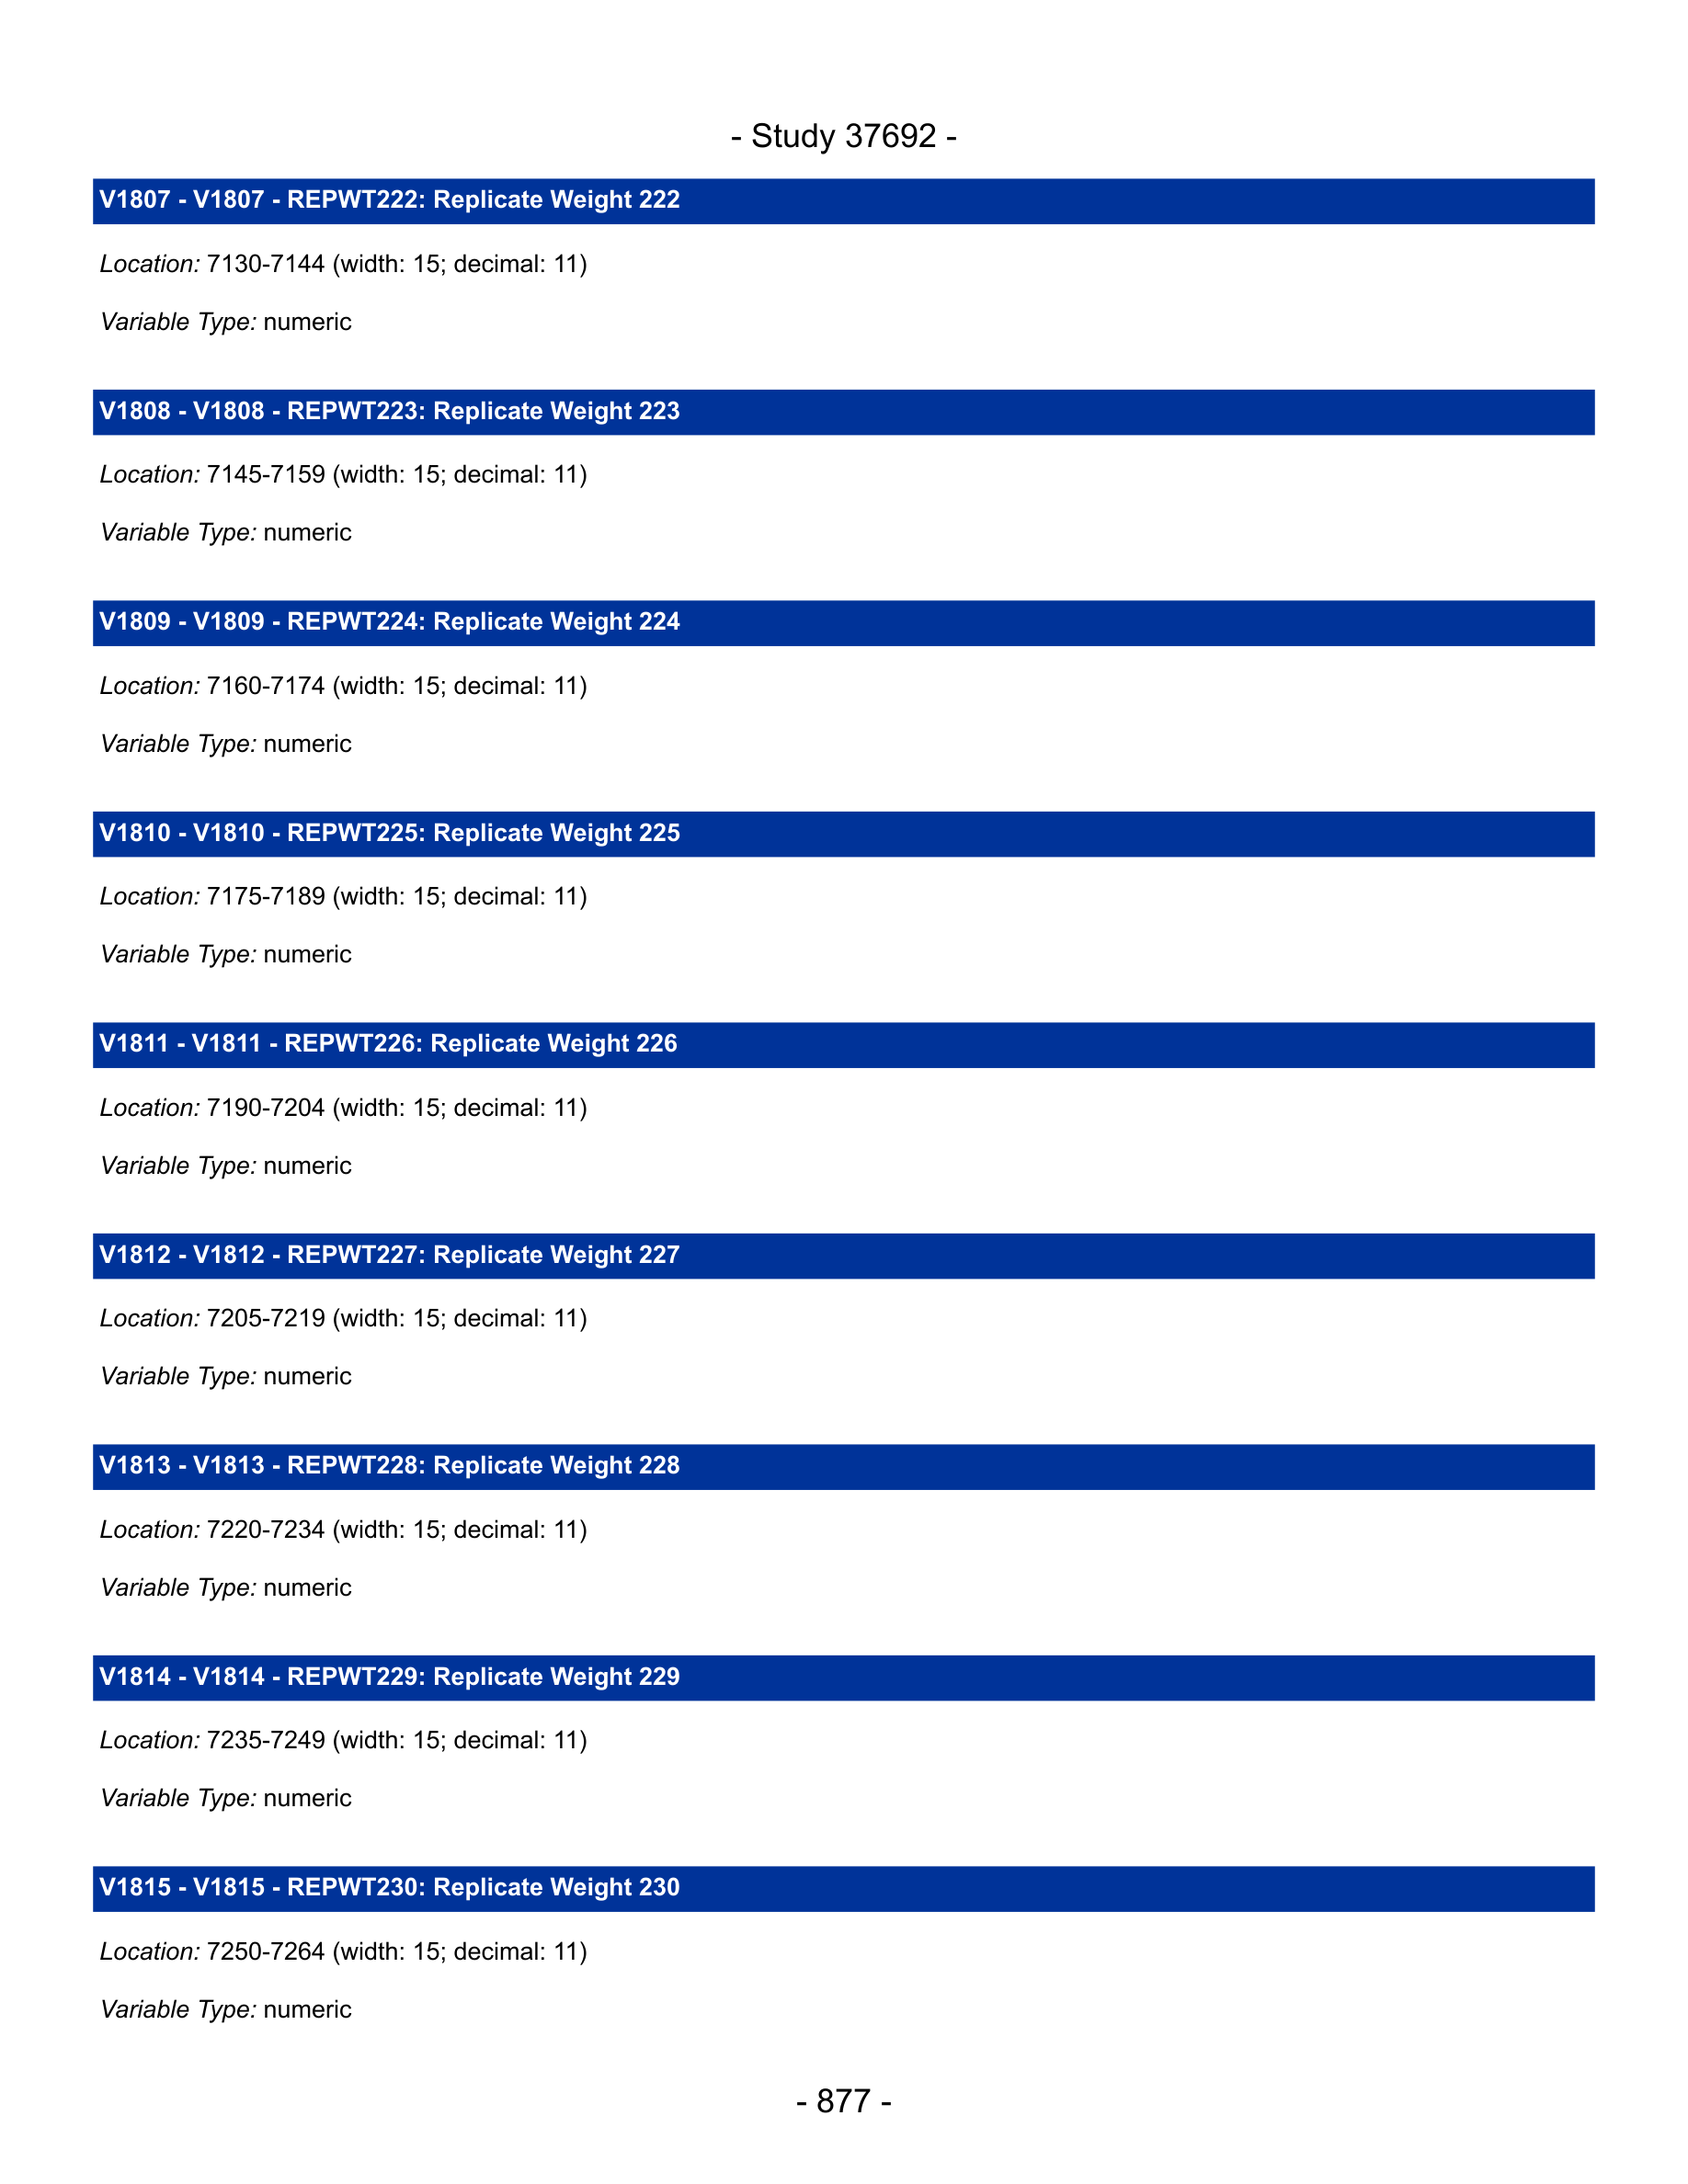 - Study 37692 -
V1807 - V1807 - REPWT222: Replicate Weight 222
Location: 7130-7144 (width: 15; decimal: 11)
Variable Type: numeric
V1808 - V1808 - REPWT223: Replicate Weight 223
Location: 7145-7159 (width: 15; decimal: 11)
Variable Type: numeric
V1809 - V1809 - REPWT224: Replicate Weight 224
Location: 7160-7174 (width: 15; decimal: 11)
Variable Type: numeric
V1810 - V1810 - REPWT225: Replicate Weight 225
Location: 7175-7189 (width: 15; decimal: 11)
Variable Type: numeric
V1811 - V1811 - REPWT226: Replicate Weight 226
Location: 7190-7204 (width: 15; decimal: 11)
Variable Type: numeric
V1812 - V1812 - REPWT227: Replicate Weight 227
Location: 7205-7219 (width: 15; decimal: 11)
Variable Type: numeric
V1813 - V1813 - REPWT228: Replicate Weight 228
Location: 7220-7234 (width: 15; decimal: 11)
Variable Type: numeric
V1814 - V1814 - REPWT229: Replicate Weight 229
Location: 7235-7249 (width: 15; decimal: 11)
Variable Type: numeric
V1815 - V1815 - REPWT230: Replicate Weight 230
Location: 7250-7264 (width: 15; decimal: 11)
Variable Type: numeric
- 877 -